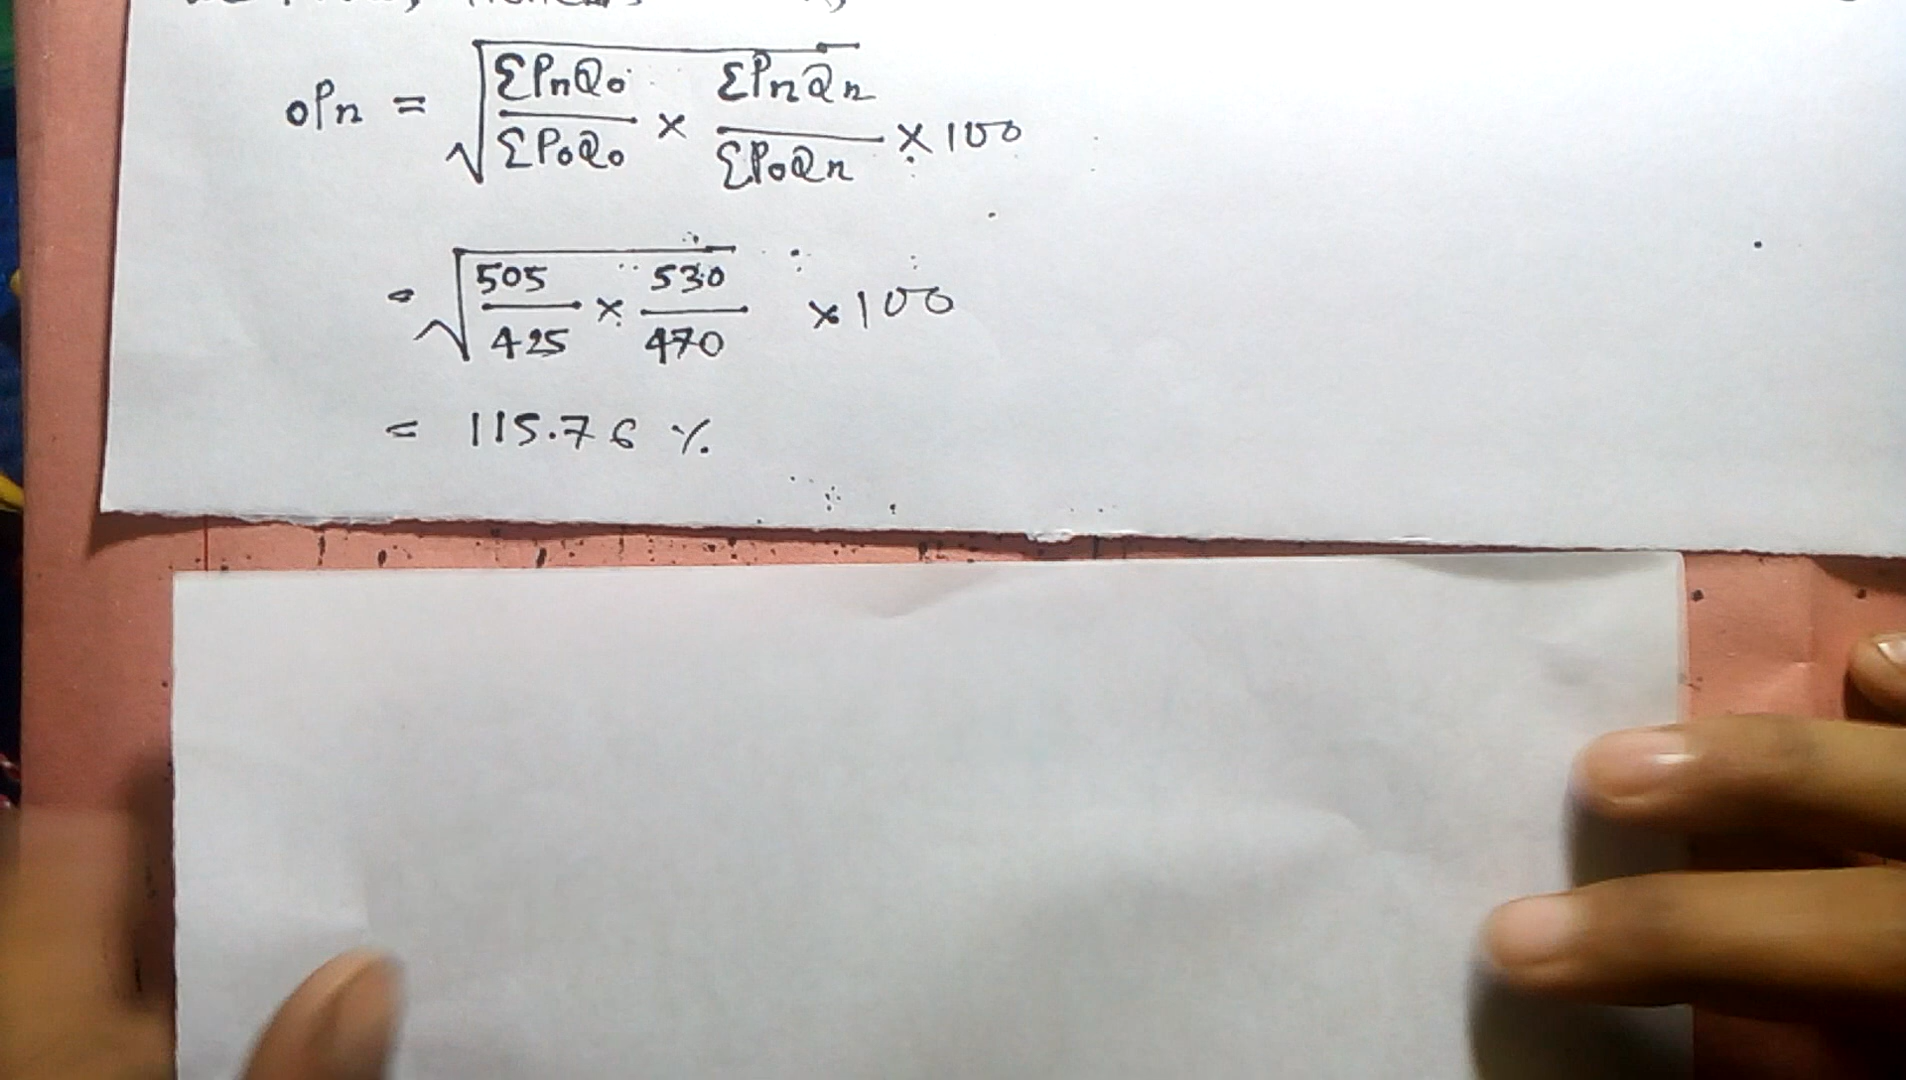 oPn = √ΣPnQo/ΣPoQo × ΣPnQn/ΣPoQn × 100
= √505/425 × 530/470 × 100
= 115.76 %